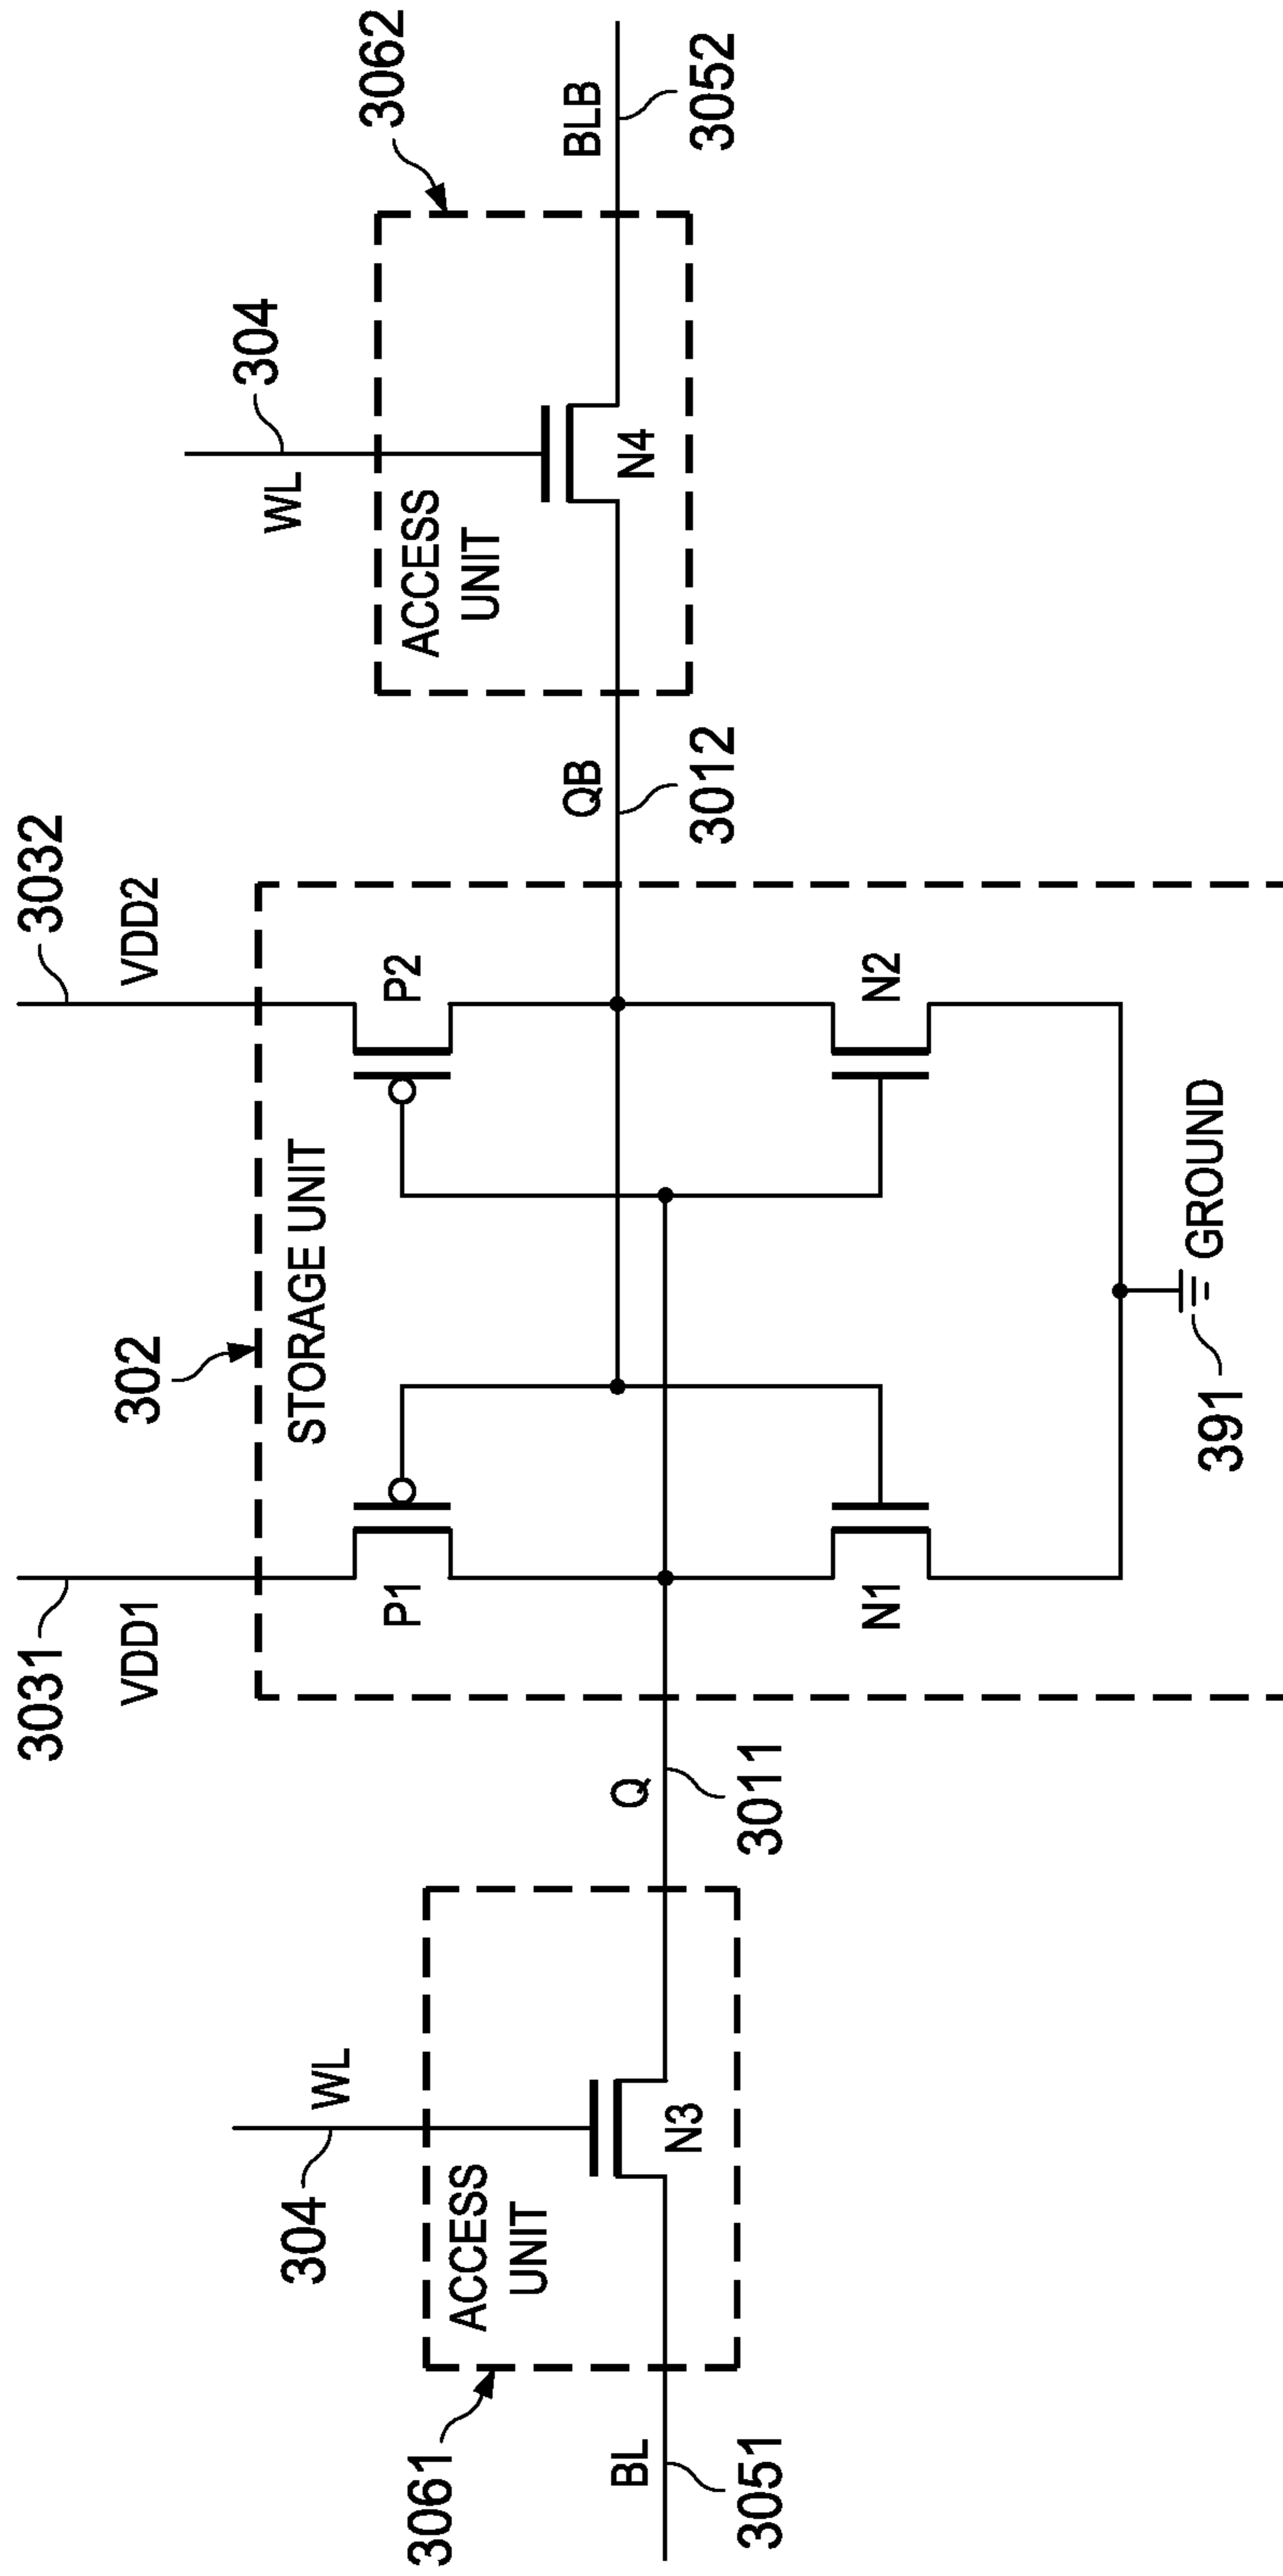 3031
3032
VDD1
VDD2
302
STORAGE UNIT
304
WL
3062
304
WL
ACCESS
UNIT
P1
P2
ACCESS
UNIT
3061
N3
N4
BL
3051
Q
3011
QB
3012
BLB
3052
N1
N2
391
GROUND